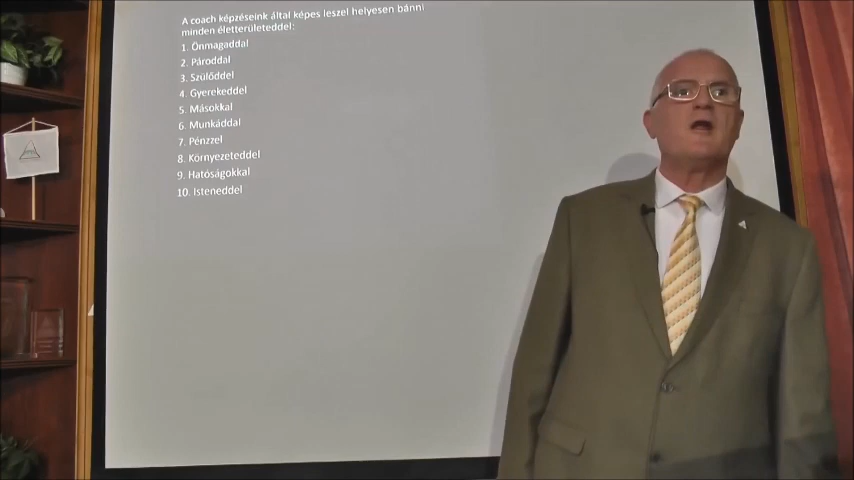 A coach képzéseink által képes leszel helyesen bánni
minden életterületeddel:
1. Önmagaddal
2. Pároddal
3. Szülőddel
4. Gyerekeddel
5. Másokkal
6. Munkáddal
7. Pénzzel
8. Környezeteddel
9. Hatóságokkal
10. Isteneddel